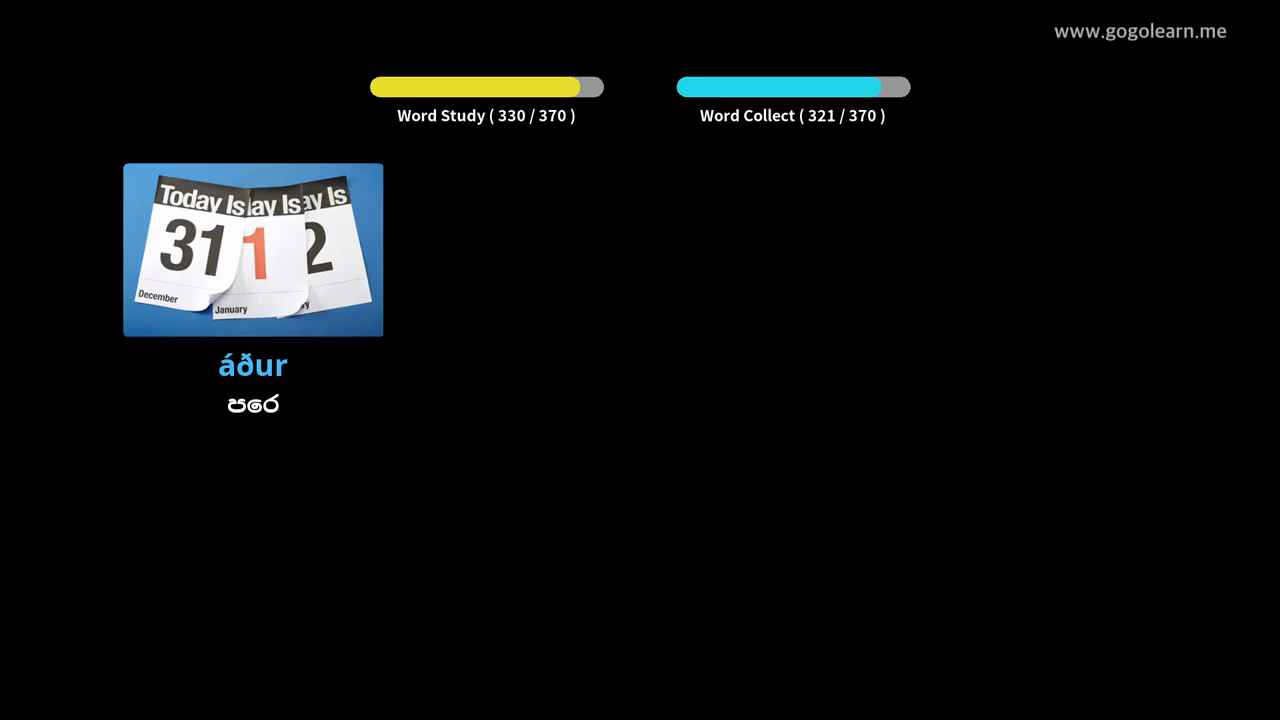 www.gogolearn.me
Word Study ( 330 / 370 )
Word Collect ( 321 / 370 )
Today Is ay Is ay Is
31 1 2
December
January
áður
පරෙ